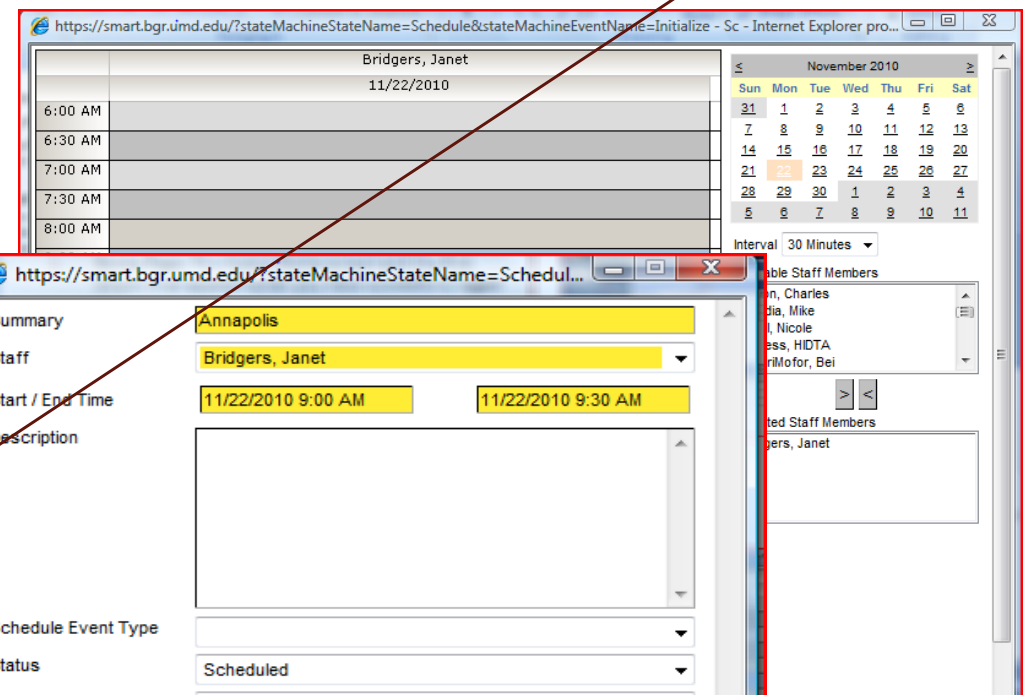 https://smart.bgr.umd.edu/?stateMachineStateName=Schedule&stateMachineEventName=Initialize - Sc - Internet Explorer pro...
Bridgers, Janet
11/22/2010
6:00 AM
6:30 AM
7:00 AM
7:30 AM
8:00 AM
< November 2010 >
Sun Mon Tue Wed Thu Fri Sat
31 1 2 3 4 5 6
7 8 9 10 11 12 13
14 15 16 17 18 19 20
21 22 23 24 25 26 27
28 29 30 1 2 3 4
5 6 7 8 9 10 11
Interval 30 Minutes
able Staff Members
n, Charles
dia, Mike
l, Nicole
ess, HIDTA
riMofor, Bei
> <
ted Staff Members
gers, Janet
https://smart.bgr.umd.edu/?stateMachineStateName=Schedul...
ummary Annapolis
taff Bridgers, Janet
tart / End Time 11/22/2010 9:00 AM 11/22/2010 9:30 AM
escription
chedule Event Type
tatus Scheduled